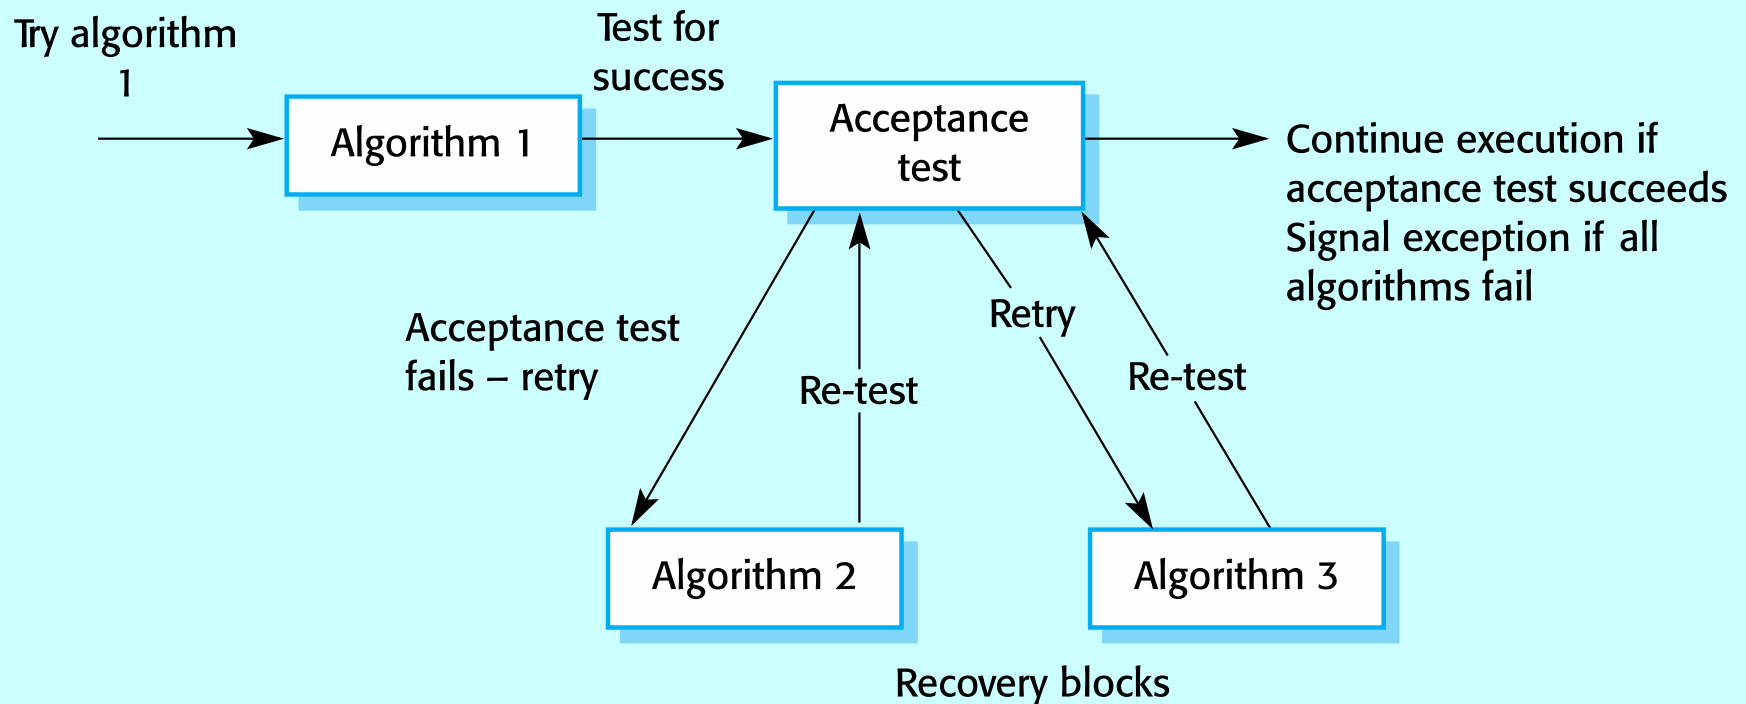 Try algorithm
1
Test for
success
Algorithm 1
Acceptance
test
Continue execution if
acceptance test succeeds
Signal exception if all
algorithms fail
Acceptance test
fails – retry
Re-test
Retry
Re-test
Algorithm 2
Algorithm 3
Recovery blocks